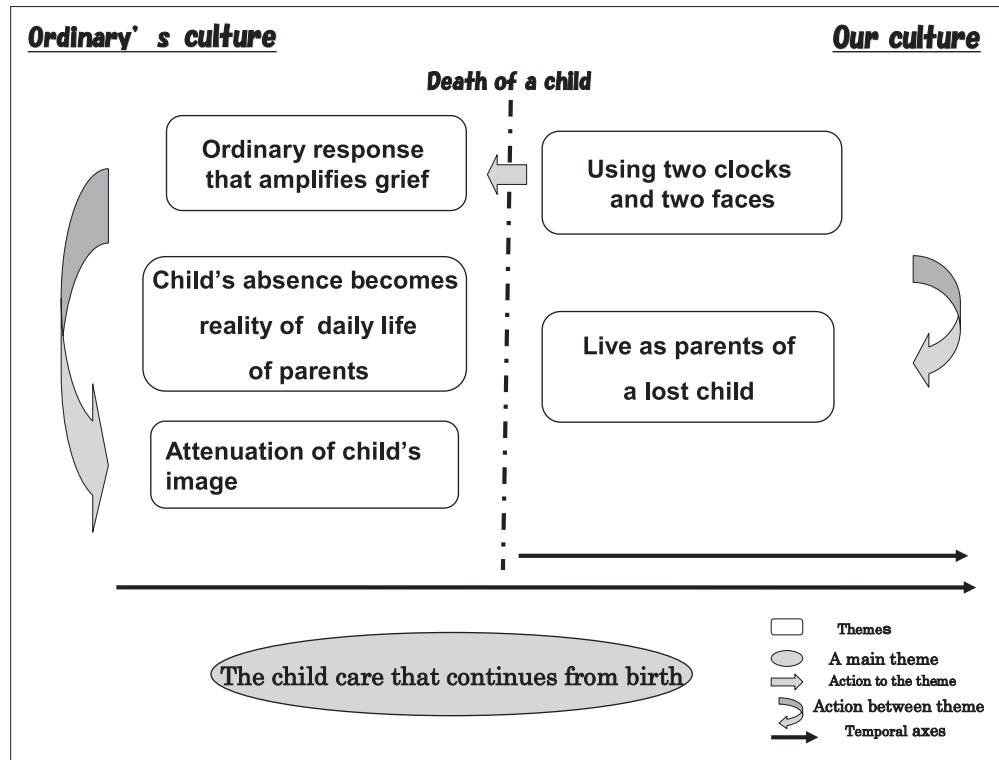 Ordinary' s culture
Our culture
Death of a child
Ordinary response
that amplifies grief
Using two clocks
and two faces
Child's absence becomes
reality of daily life
of parents
Live as parents of
a lost child
Attenuation of child's
image
The child care that continues from birth
Themes
A main theme
Action to the theme
Action between theme
Temporal axes